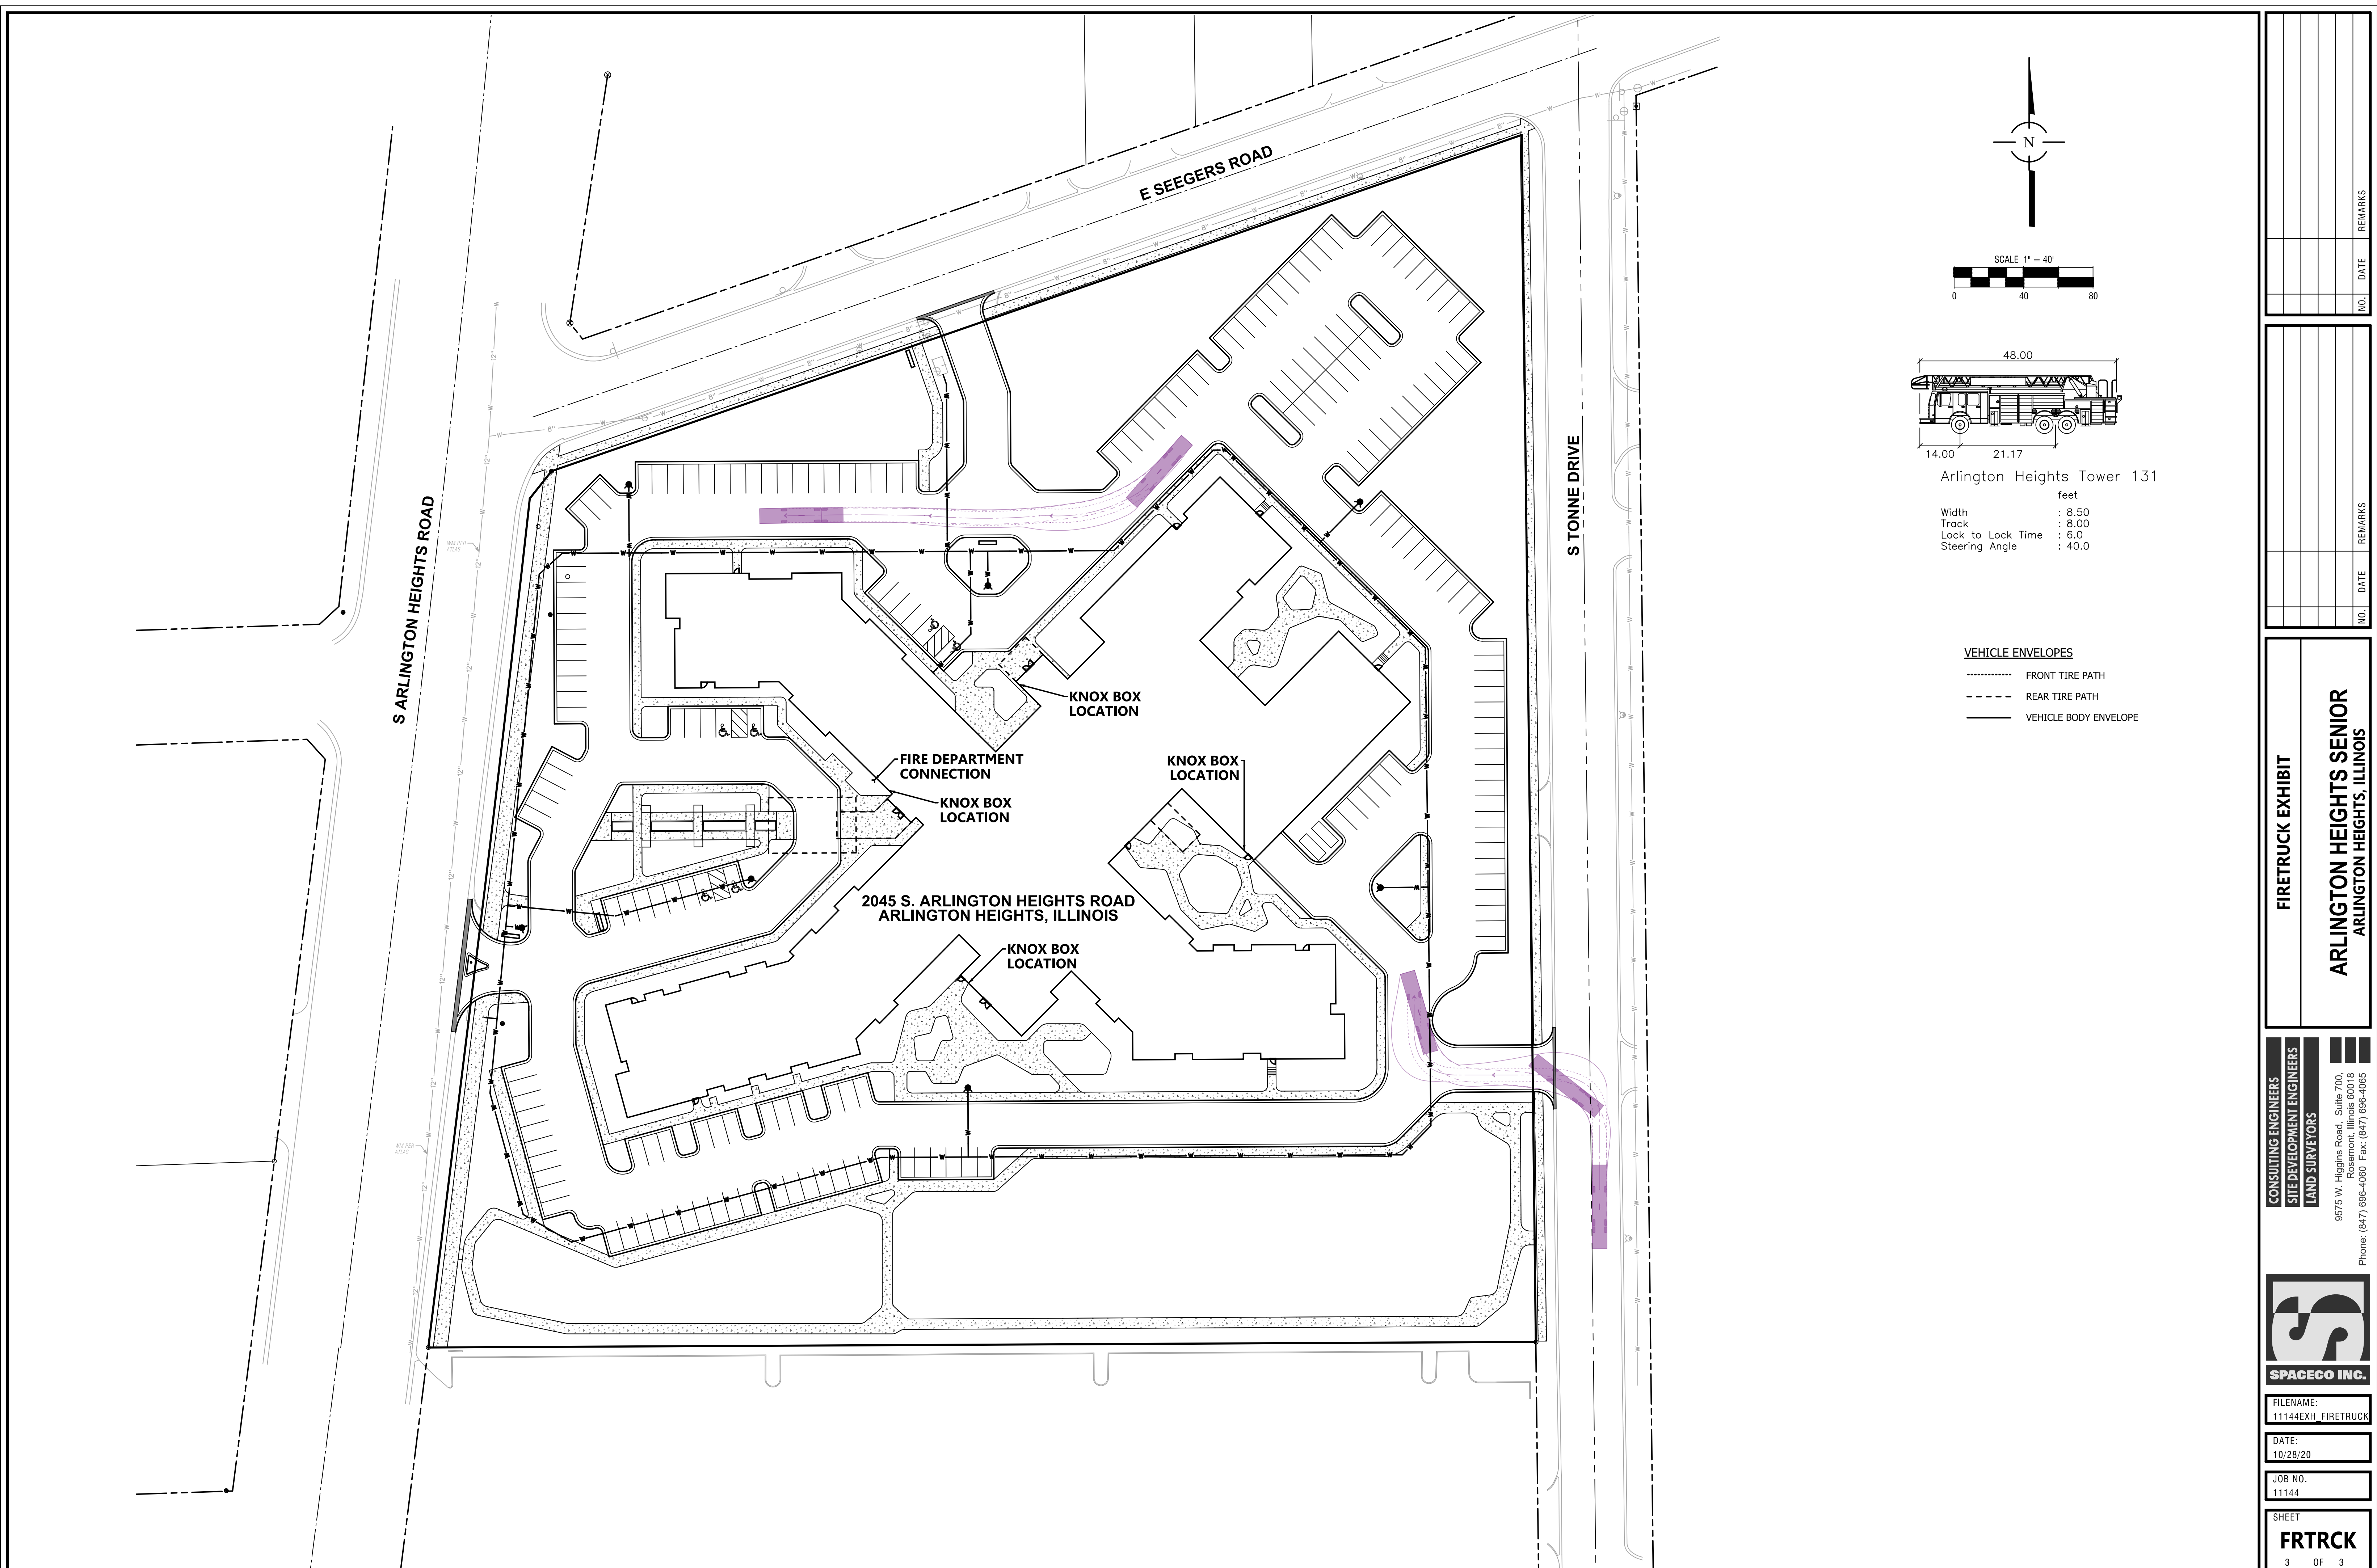 E SEEGERS ROAD
S ARLINGTON HEIGHTS ROAD
S TONNE DRIVE
WM PER
ATLAS
WM PER
ATLAS
KNOX BOX
LOCATION
FIRE DEPARTMENT
CONNECTION
KNOX BOX
LOCATION
KNOX BOX
LOCATION
2045 S. ARLINGTON HEIGHTS ROAD
ARLINGTON HEIGHTS, ILLINOIS
KNOX BOX
LOCATION
N
SCALE 1" = 40'
0 40 80
48.00
14.00 21.17
Arlington Heights Tower 131
feet
Width : 8.50
Track : 8.00
Lock to Lock Time : 6.0
Steering Angle : 40.0
VEHICLE ENVELOPES
FRONT TIRE PATH
REAR TIRE PATH
VEHICLE BODY ENVELOPE
NO. DATE REMARKS
NO. DATE REMARKS
FIRETRUCK EXHIBIT
ARLINGTON HEIGHTS SENIOR
ARLINGTON HEIGHTS, ILLINOIS
CONSULTING ENGINEERS
SITE DEVELOPMENT ENGINEERS
LAND SURVEYORS
9575 W. Higgins Road, Suite 700,
Rosemont, Illinois 60018
Phone: (847) 696-4060 Fax: (847) 696-4065
SPACECO INC.
FILENAME:
11144EXH_FIRETRUCK
DATE:
10/28/20
JOB NO.
11144
SHEET
FRTRCK
3 OF 3